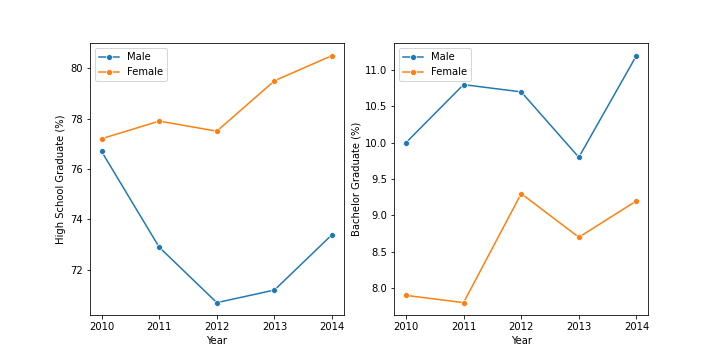 Male
Female
High School Graduate (%)
80
78
76
74
72
2010 2011 2012 2013 2014
Year
Male
Female
Bachelor Graduate (%)
11.0
10.5
10.0
9.5
9.0
8.5
8.0
2010 2011 2012 2013 2014
Year